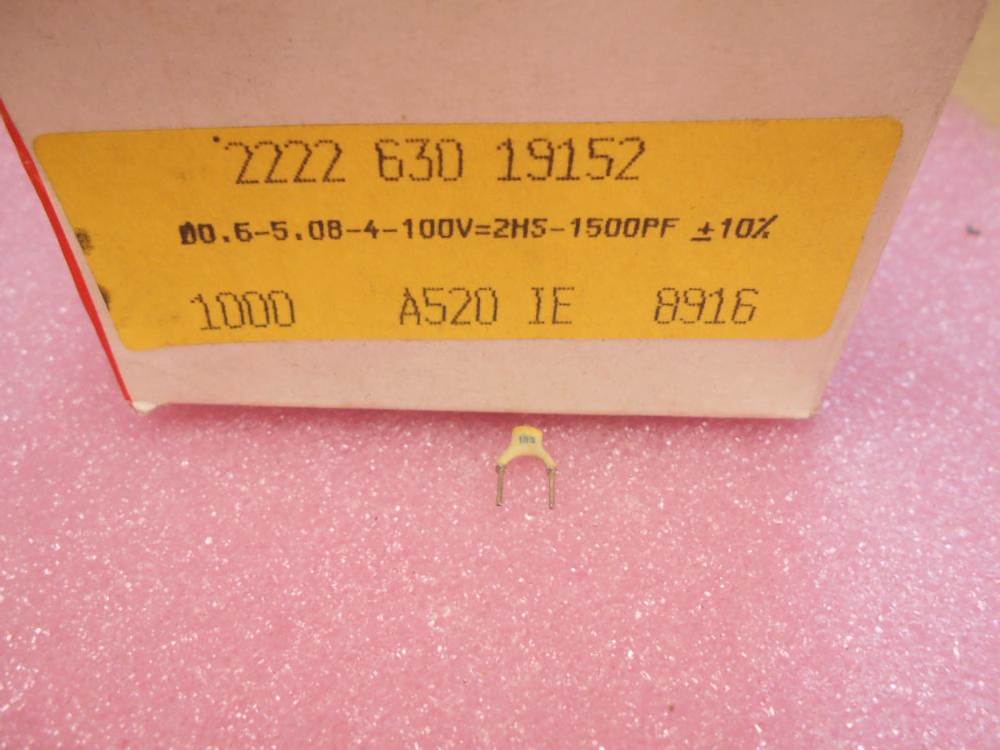 2222 630 19152
Ø0.6-5.08-4-100V=2HS-1500PF ±10%
1000 A520 IE 8916